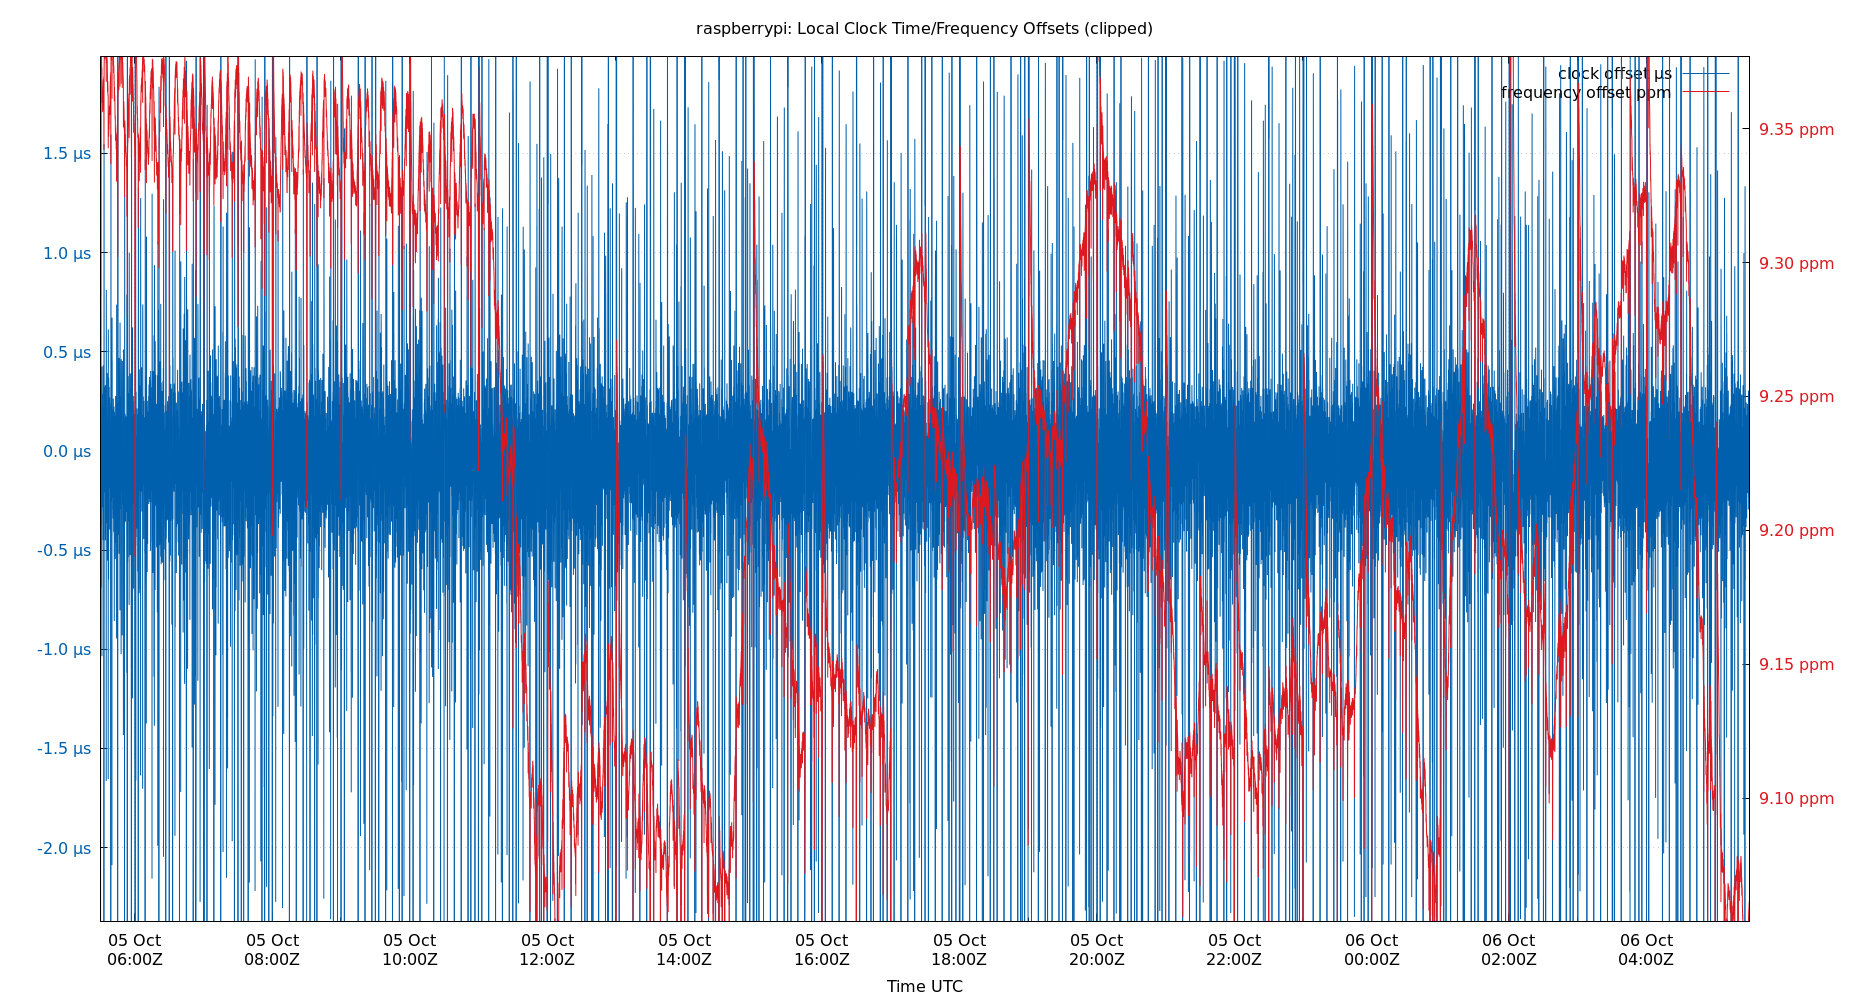 raspberrypi: Local Clock Time/Frequency Offsets (clipped)
clock offset µs
frequency offset ppm
1.5 µs
1.0 µs
0.5 µs
0.0 µs
-0.5 µs
-1.0 µs
-1.5 µs
-2.0 µs
9.35 ppm
9.30 ppm
9.25 ppm
9.20 ppm
9.15 ppm
9.10 ppm
05 Oct 05 Oct 05 Oct 05 Oct 05 Oct 05 Oct 05 Oct 05 Oct 05 Oct 06 Oct 06 Oct 06 Oct
06:00Z 08:00Z 10:00Z 12:00Z 14:00Z 16:00Z 18:00Z 20:00Z 22:00Z 00:00Z 02:00Z 04:00Z
Time UTC